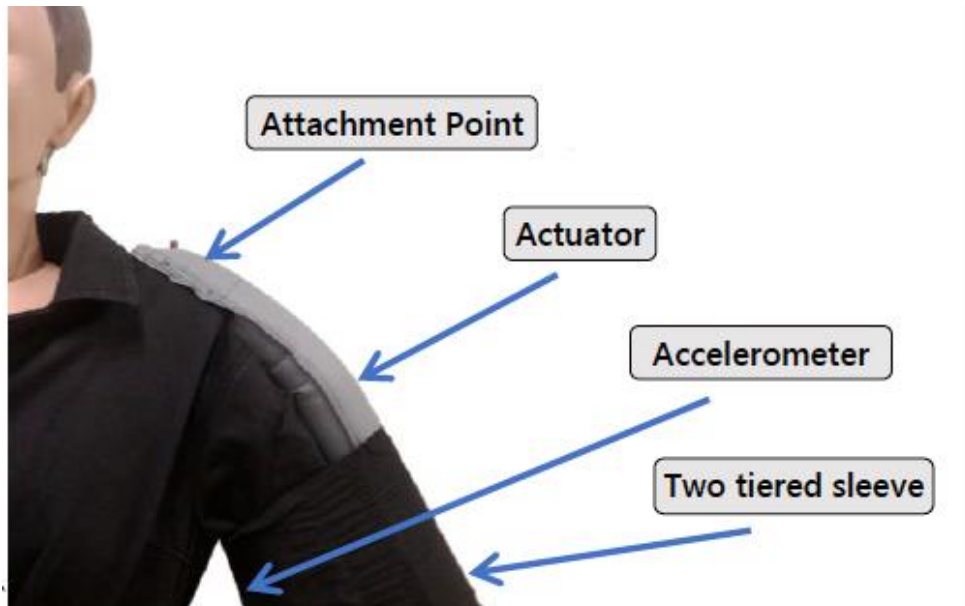 Attachment Point
Actuator
Accelerometer
Two tiered sleeve